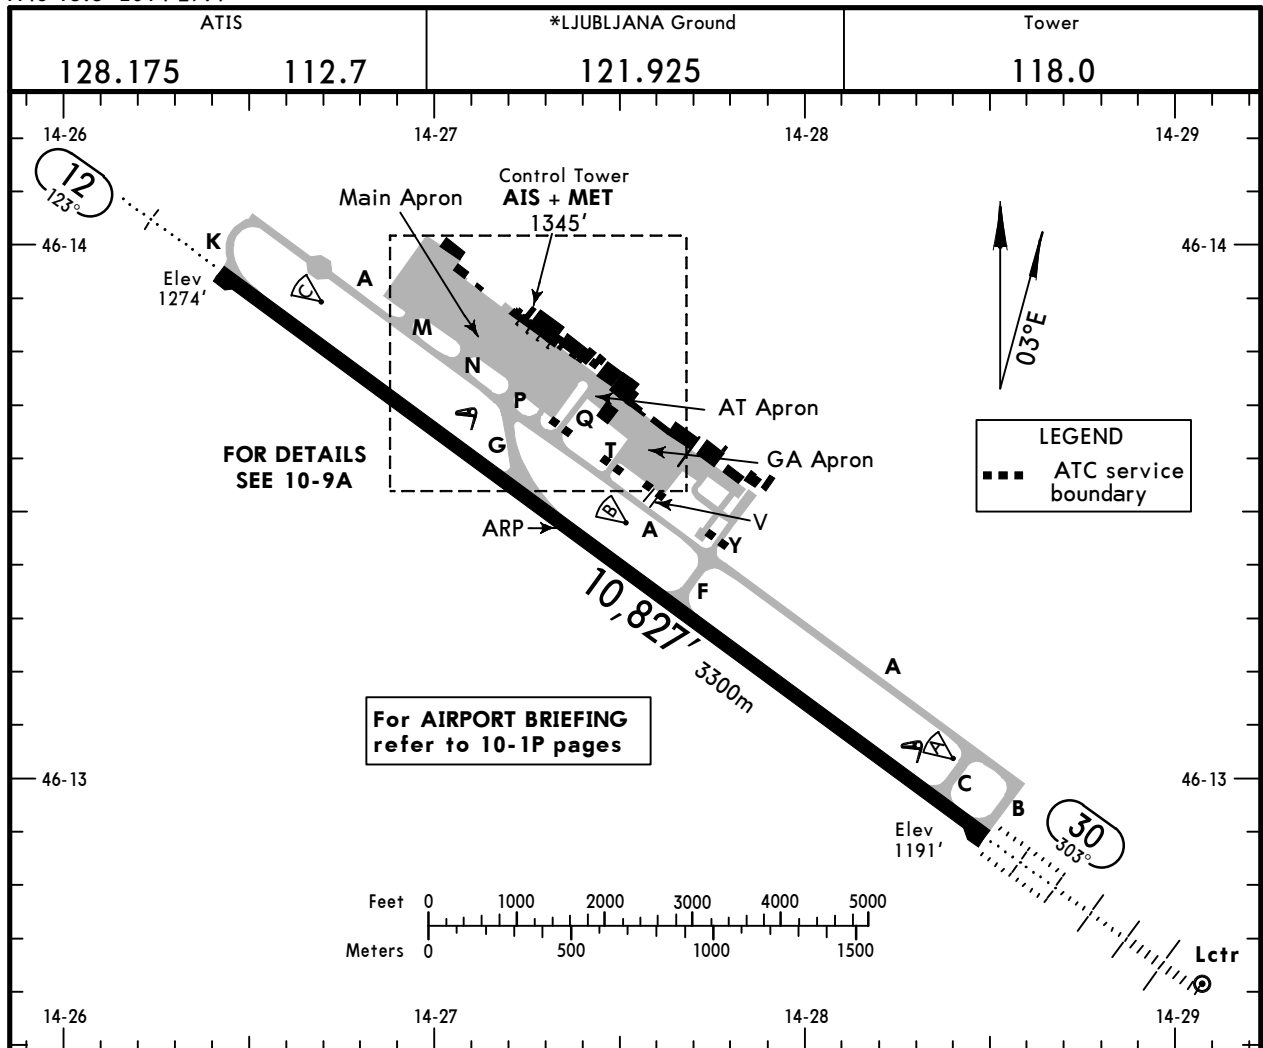 ATIS
*LJUBLJANA Ground
Tower
128.175
112.7
121.925
118.0
14-26
14-27
14-28
14-29
12
123°
Control Tower
AIS + MET
1345'
Main Apron
K
46-14
46-14
A
Elev
1274'
C
M
03°E
N
P
AT Apron
Q
LEGEND
ATC service
boundary
FOR DETAILS
SEE 10-9A
G
T
GA Apron
B
A
V
ARP
Y
F
10,827'
3300m
A
For AIRPORT BRIEFING
refer to 10-1P pages
A
46-13
C
46-13
B
30
303°
Elev
1191'
Feet
0
1000
2000
3000
4000
5000
Meters
0
500
1000
1500
Lctr
14-26
14-27
14-28
14-29